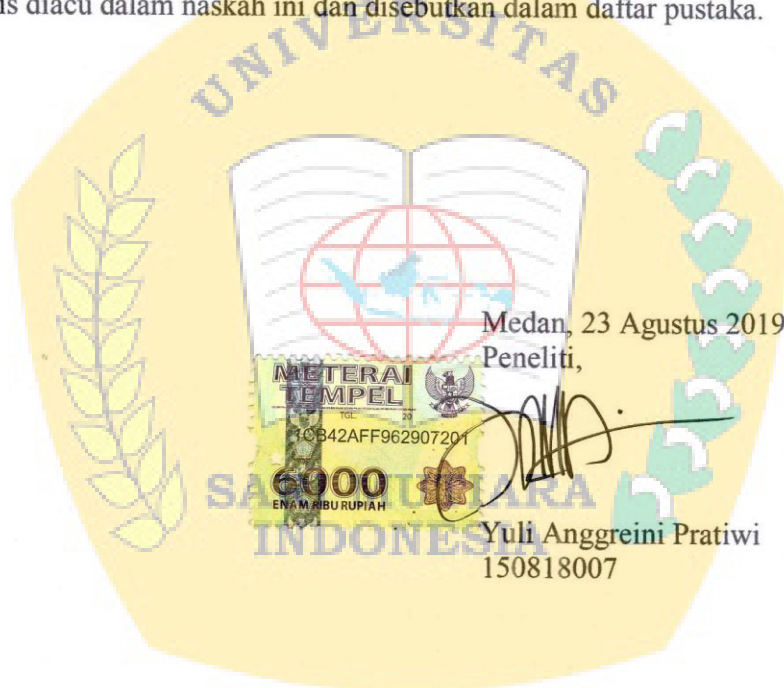 is diacu dalam naskah ini dan disebutkan dalam daftar pustaka.
UNIVERSITAS
Medan, 23 Agustus 2019
Peneliti,
METERAI
TEMPEL
TGL. 20
1CB42AFF962907201
6000
ENAM RIBU RUPIAH
SARI MUTIARA
INDONESIA
Yuli Anggreini Pratiwi
150818007